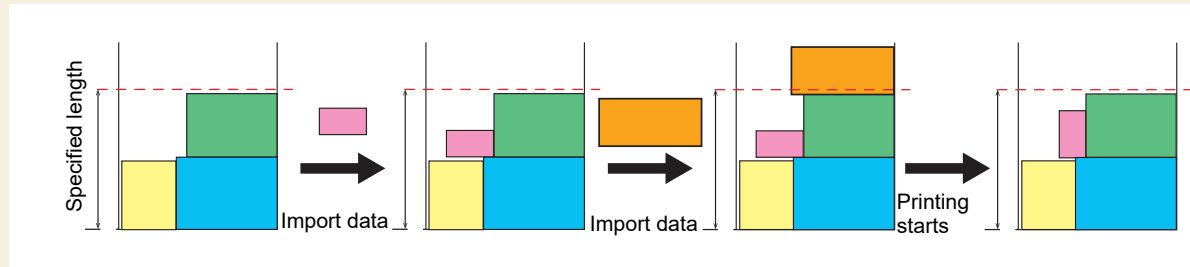 Specified length
Import data
Import data
Printing
starts